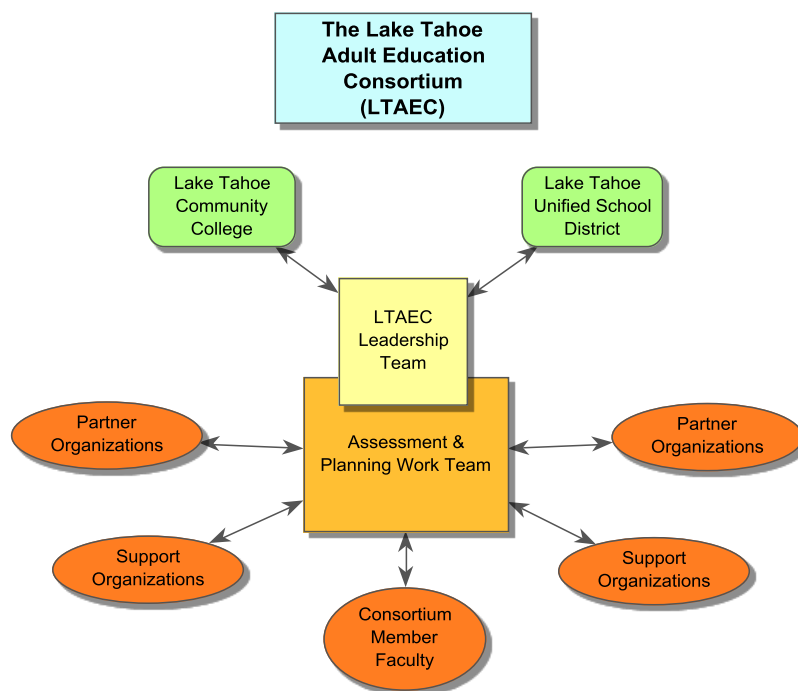 The Lake Tahoe
Adult Education
Consortium
(LTAEC)
Lake Tahoe
Community
College
Lake Tahoe
Unified School
District
LTAEC
Leadership
Team
Assessment &
Planning Work Team
Partner
Organizations
Partner
Organizations
Support
Organizations
Support
Organizations
Consortium
Member
Faculty